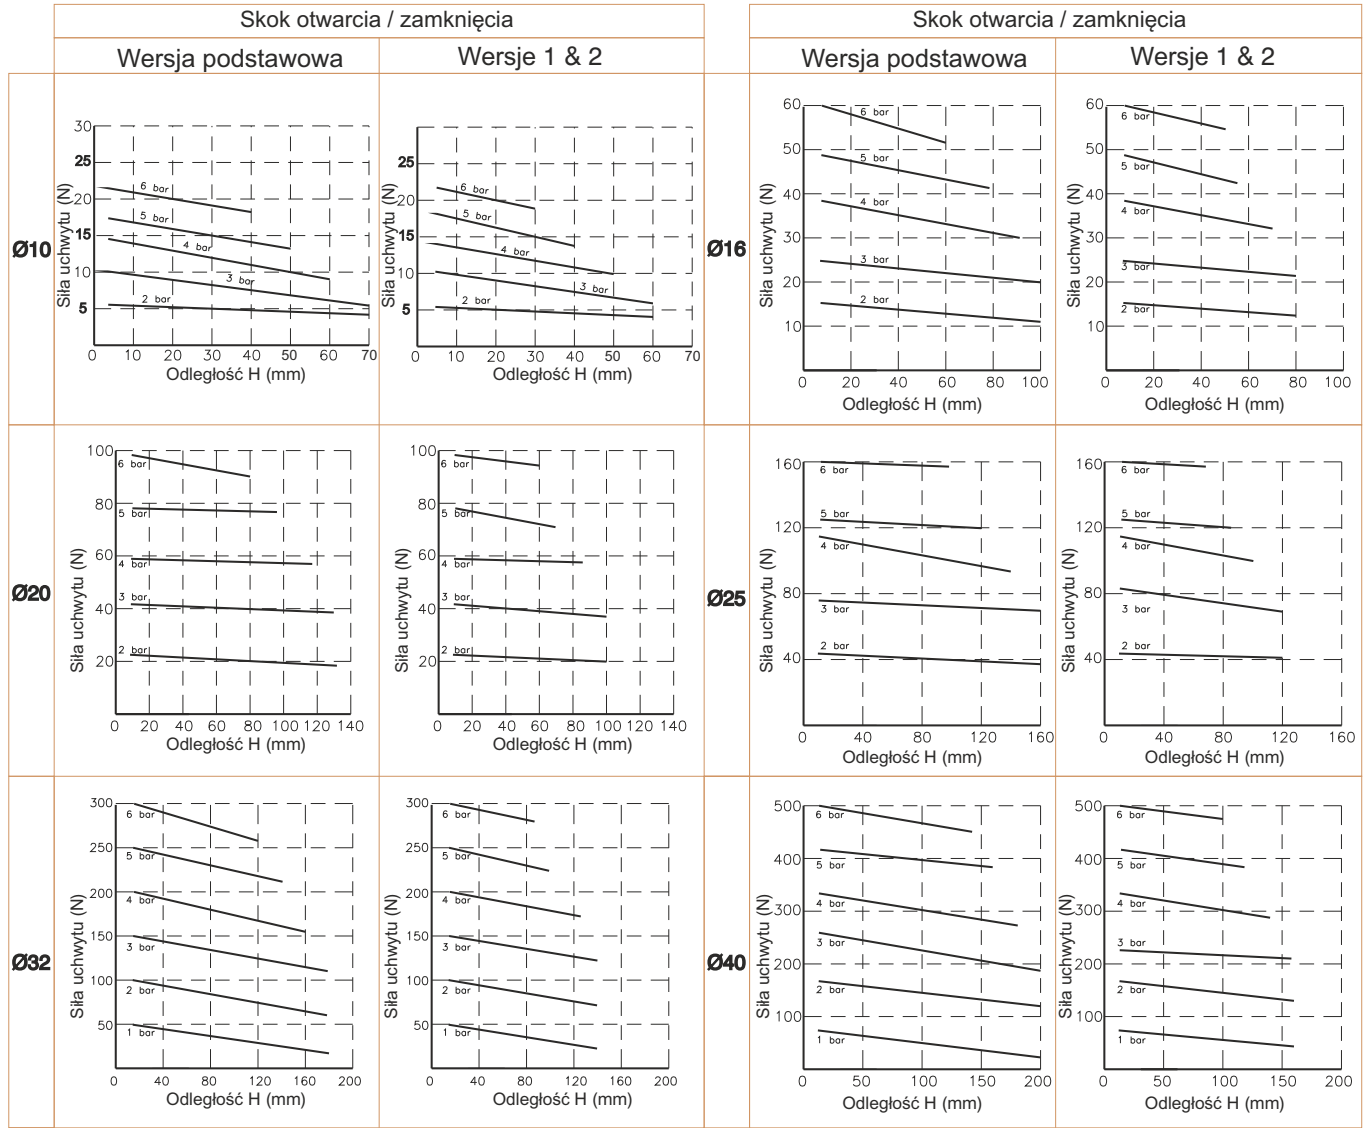 Skok otwarcia / zamknięcia
Skok otwarcia / zamknięcia
Wersja podstawowa
Wersje 1 & 2
Wersja podstawowa
Wersje 1 & 2
Ø10
Siła uchwytu (N)
30
25
20
15
10
5
6 bar
5 bar
4 bar
3 bar
2 bar
0 10 20 30 40 50 60 70
Odległość H (mm)
Siła uchwytu (N)
25
20
15
10
5
6 bar
5 bar
4 bar
3 bar
2 bar
0 10 20 30 40 50 60 70
Odległość H (mm)
Ø16
Siła uchwytu (N)
60
50
40
30
20
10
6 bar
5 bar
4 bar
3 bar
2 bar
0 20 40 60 80 100
Odległość H (mm)
Siła uchwytu (N)
60
50
40
30
20
10
6 bar
5 bar
4 bar
3 bar
2 bar
0 20 40 60 80 100
Odległość H (mm)
Ø20
Siła uchwytu (N)
100
80
60
40
20
6 bar
5 bar
4 bar
3 bar
2 bar
0 20 40 60 80 100 120 140
Odległość H (mm)
Siła uchwytu (N)
100
80
60
40
20
6 bar
5 bar
4 bar
3 bar
2 bar
0 20 40 60 80 100 120 140
Odległość H (mm)
Ø25
Siła uchwytu (N)
160
120
80
40
6 bar
5 bar
4 bar
3 bar
2 bar
0 40 80 120 160
Odległość H (mm)
Siła uchwytu (N)
160
120
80
40
6 bar
5 bar
4 bar
3 bar
2 bar
0 40 80 120 160
Odległość H (mm)
Ø32
Siła uchwytu (N)
300
250
200
150
100
50
6 bar
5 bar
4 bar
3 bar
2 bar
1 bar
0 40 80 120 160 200
Odległość H (mm)
Siła uchwytu (N)
300
250
200
150
100
50
6 bar
5 bar
4 bar
3 bar
2 bar
1 bar
0 40 80 120 160 200
Odległość H (mm)
Ø40
Siła uchwytu (N)
500
400
300
200
100
6 bar
5 bar
4 bar
3 bar
2 bar
1 bar
0 50 100 150 200
Odległość H (mm)
Siła uchwytu (N)
500
400
300
200
100
6 bar
5 bar
4 bar
3 bar
2 bar
1 bar
0 50 100 150 200
Odległość H (mm)